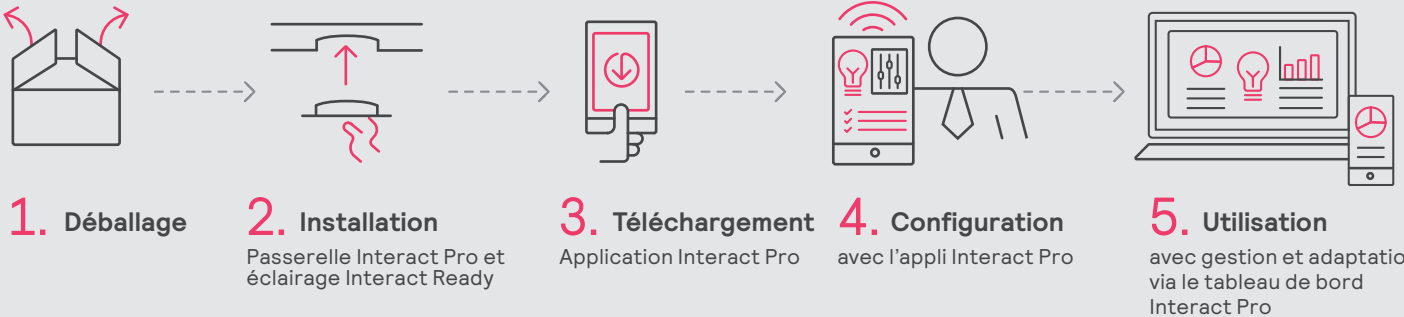 1. Déballage
2. Installation
Passerelle Interact Pro et
éclairage Interact Ready
3. Téléchargement
Application Interact Pro
4. Configuration
avec l'appli Interact Pro
5. Utilisation
avec gestion et adaptatio
via le tableau de bord
Interact Pro